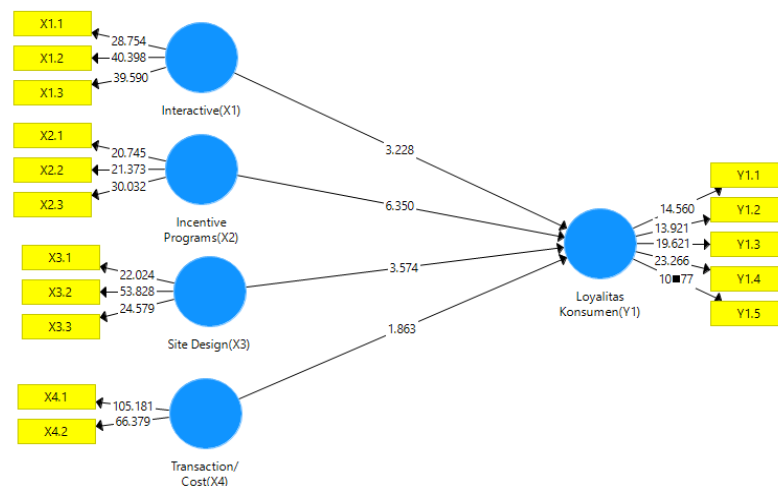 X1.1
28.754
X1.2
40.398
X1.3
39.590
Interactive(X1)
3.228
X2.1
20.745
X2.2
21.373
X2.3
30.032
Incentive
Programs(X2)
6.350
X3.1
22.024
X3.2
53.828
X3.3
24.579
Site Design(X3)
3.574
X4.1
105.181
X4.2
66.379
Transaction/
Cost(X4)
1.863
Loyalitas
Konsumen(Y1)
14.560
Y1.1
13.921
Y1.2
19.621
Y1.3
23.266
Y1.4
Y1.5